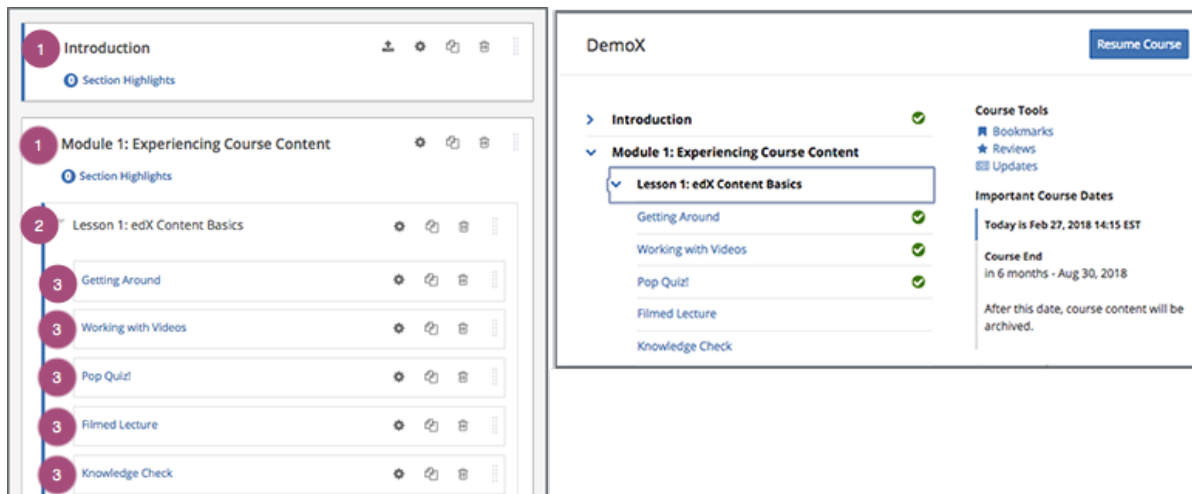 1 Introduction
0 Section Highlights
1 Module 1: Experiencing Course Content
0 Section Highlights
2 Lesson 1: edX Content Basics
3 Getting Around
3 Working with Videos
3 Pop Quiz!
3 Filmed Lecture
3 Knowledge Check
DemoX
Resume Course
Introduction
Module 1: Experiencing Course Content
Lesson 1: edX Content Basics
Getting Around
Working with Videos
Pop Quiz!
Filmed Lecture
Knowledge Check
Course Tools
Bookmarks
Reviews
Updates
Important Course Dates
Today is Feb 27, 2018 14:15 EST
Course End
in 6 months - Aug 30, 2018
After this date, course content will be
archived.